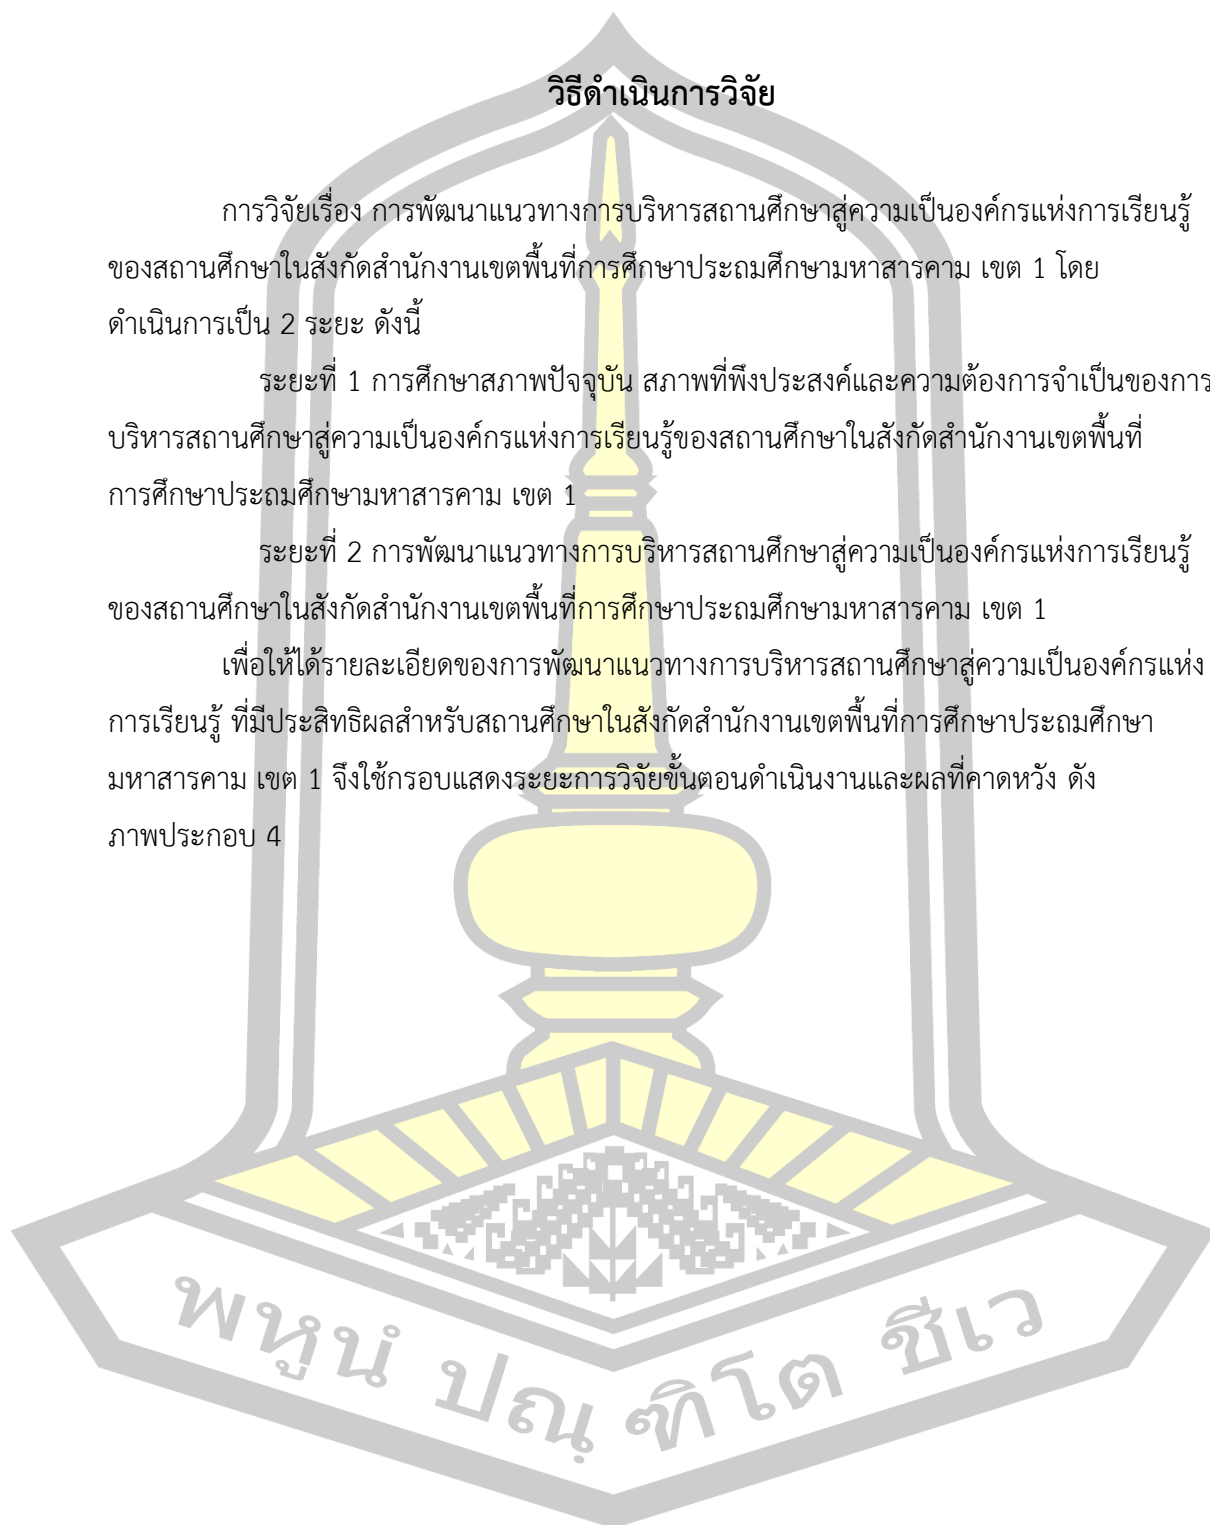 วิธีดำเนินการวิจัย
การวิจัยเรื่อง การพัฒนาแนวทางการบริหารสถานศึกษาสู่ความเป็นองค์กรแห่งการเรียนรู้
ของสถานศึกษาในสังกัดสำนักงานเขตพื้นที่การศึกษาประถมศึกษามหาสารคาม เขต 1 โดย
ดำเนินการเป็น 2 ระยะ ดังนี้
ระยะที่ 1 การศึกษาสภาพปัจจุบัน สภาพที่พึงประสงค์และความต้องการจำเป็นของการ
บริหารสถานศึกษาสู่ความเป็นองค์กรแห่งการเรียนรู้ของสถานศึกษาในสังกัดสำนักงานเขตพื้นที่
การศึกษาประถมศึกษามหาสารคาม เขต 1
ระยะที่ 2 การพัฒนาแนวทางการบริหารสถานศึกษาสู่ความเป็นองค์กรแห่งการเรียนรู้
ของสถานศึกษาในสังกัดสำนักงานเขตพื้นที่การศึกษาประถมศึกษามหาสารคาม เขต 1
เพื่อให้ได้รายละเอียดของการพัฒนาแนวทางการบริหารสถานศึกษาสู่ความเป็นองค์กรแห่ง
การเรียนรู้ ที่มีประสิทธิผลสำหรับสถานศึกษาในสังกัดสำนักงานเขตพื้นที่การศึกษาประถมศึกษา
มหาสารคาม เขต 1 จึงใช้กรอบแสดงระยะการวิจัยขั้นตอนดำเนินงานและผลที่คาดหวัง ดัง
ภาพประกอบ 4
พหูนํ ปณฺฑิโต ชีเว